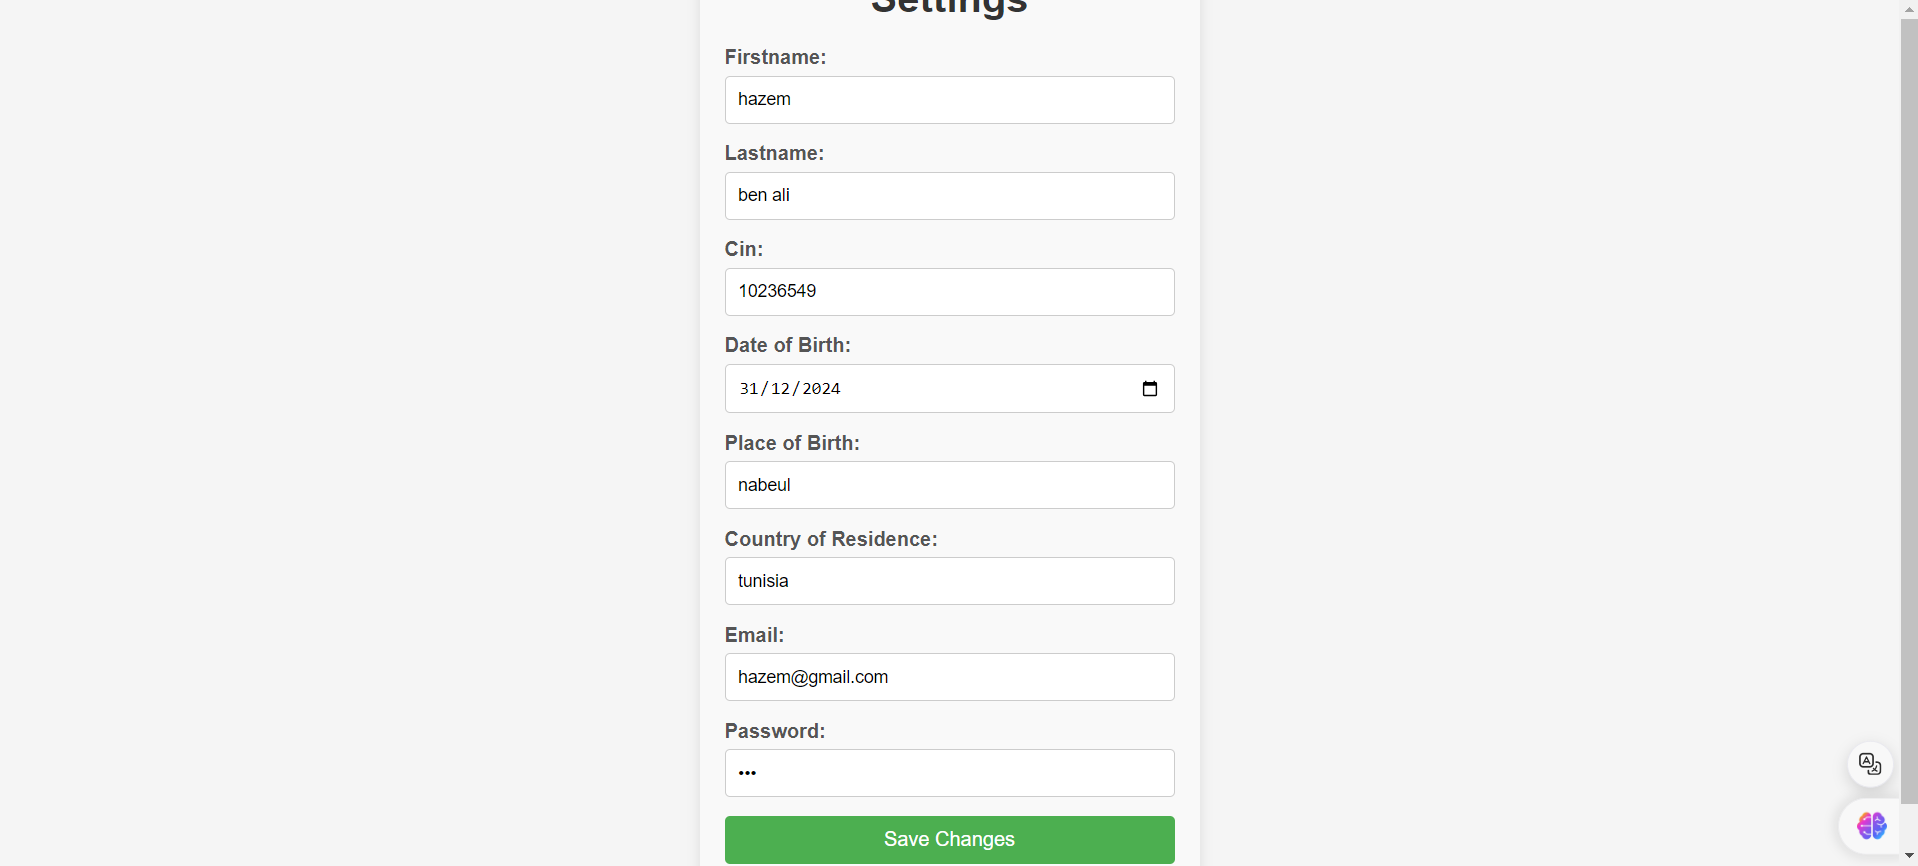 Settings
Firstname:
hazem
Lastname:
ben ali
Cin:
10236549
Date of Birth:
31/12/2024
Place of Birth:
nabeul
Country of Residence:
tunisia
Email:
hazem@gmail.com
Password:
•••
Save Changes